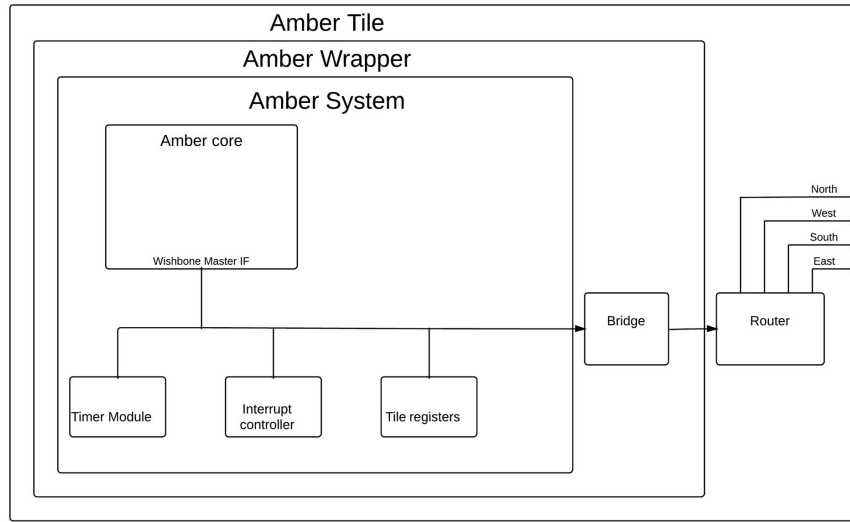 Amber Tile
Amber Wrapper
Amber System
Amber core
Wishbone Master IF
North
West
South
East
Bridge
Router
Timer Module
Interrupt
controller
Tile registers